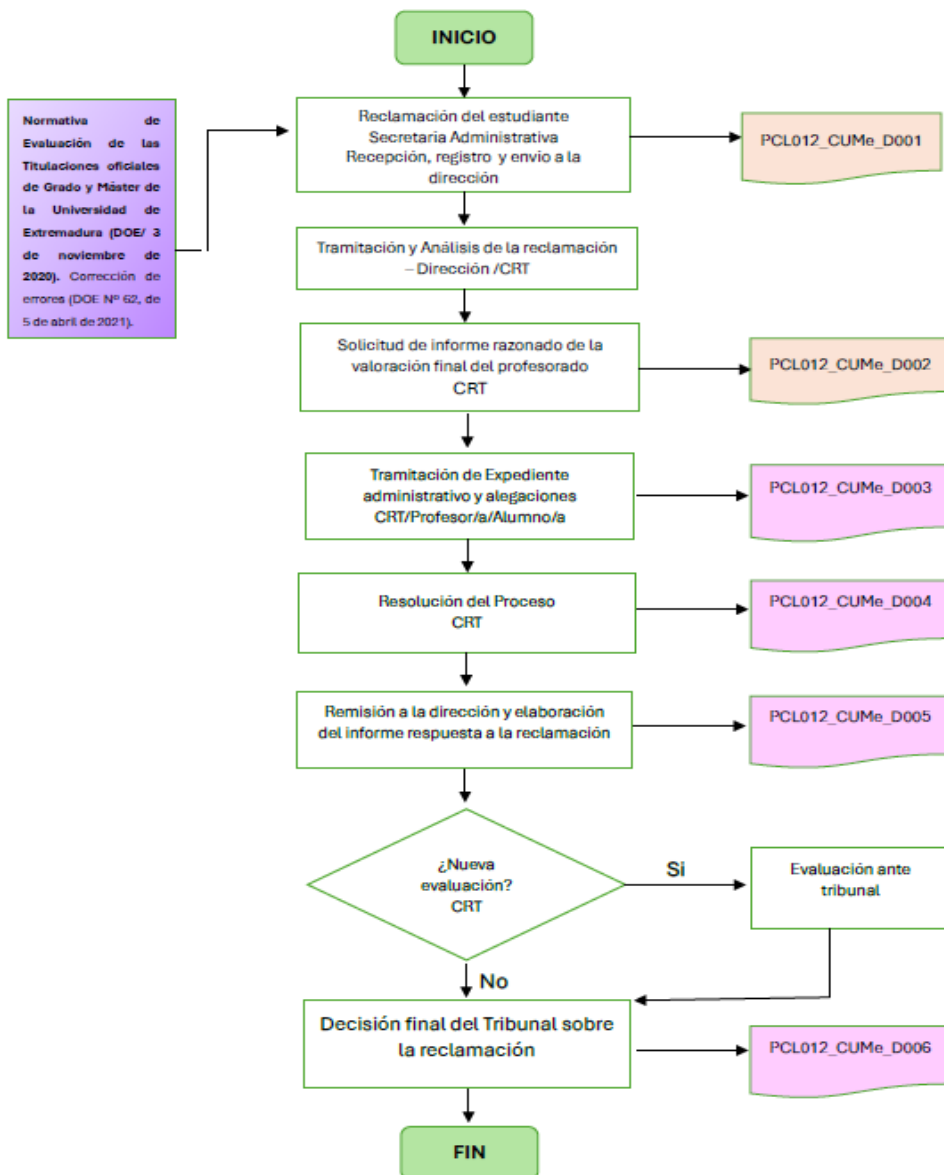 INICIO
Normativa de
Evaluación de las
Titulaciones oficiales
de Grado y Máster de
la Universidad de
Extremadura (DOE/ 3
de noviembre de
2020). Corrección de
errores (DOE Nº 62, de
5 de abril de 2021).
Reclamación del estudiante
Secretaria Administrativa
Recepción, registro y envio a la
dirección
PCL012_CUMe_D001
Tramitación y Análisis de la reclamación
– Dirección /CRT
Solicitud de informe razonado de la
valoración final del profesorado
CRT
PCL012_CUMe_D002
Tramitación de Expediente
administrativo y alegaciones
CRT/Profesor/a/Alumno/a
PCL012_CUMe_D003
Resolución del Proceso
CRT
PCL012_CUMe_D004
Remisión a la dirección y elaboración
del informe respuesta a la reclamación
PCL012_CUMe_D005
¿Nueva
evaluación?
CRT
Si
Evaluación ante
tribunal
No
Decisión final del Tribunal sobre
la reclamación
PCL012_CUMe_D006
FIN